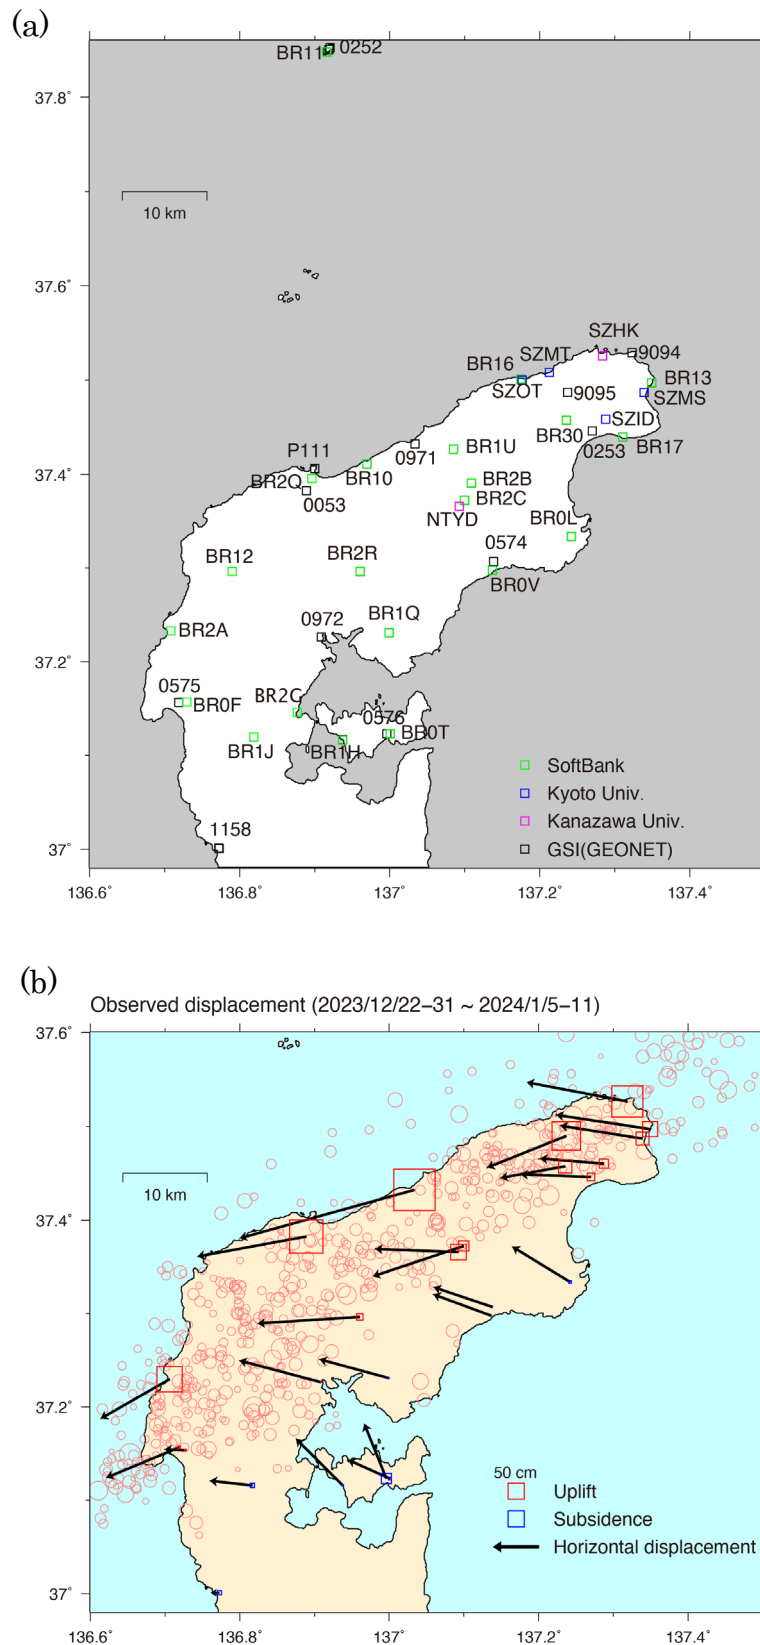 (a)
BR11 0252
37.8°
10 km
37.6°
SZHK
SZMT 9094
BR16 BR13
SZOT 9095 SZMS
SZID
BR30
0253 BR17
P111 0971 BR1U
37.4°
BR2Q BR10 BR2B
0053 BR2C
NTYD BR0L
0574
BR12 BR2R
BR0V
0972 BR1Q
BR2A
37.2°
0575 BR2G
BR0F 0576
BR0T
BR1J BR1H
SoftBank
Kyoto Univ.
Kanazawa Univ.
1158
GSI(GEONET)
37°
136.6° 136.8° 137° 137.2° 137.4°
(b)
Observed displacement (2023/12/22–31 ~ 2024/1/5–11)
37.6°
10 km
37.4°
37.2°
50 cm
Uplift
Subsidence
Horizontal displacement
37°
136.6° 136.8° 137° 137.2° 137.4°